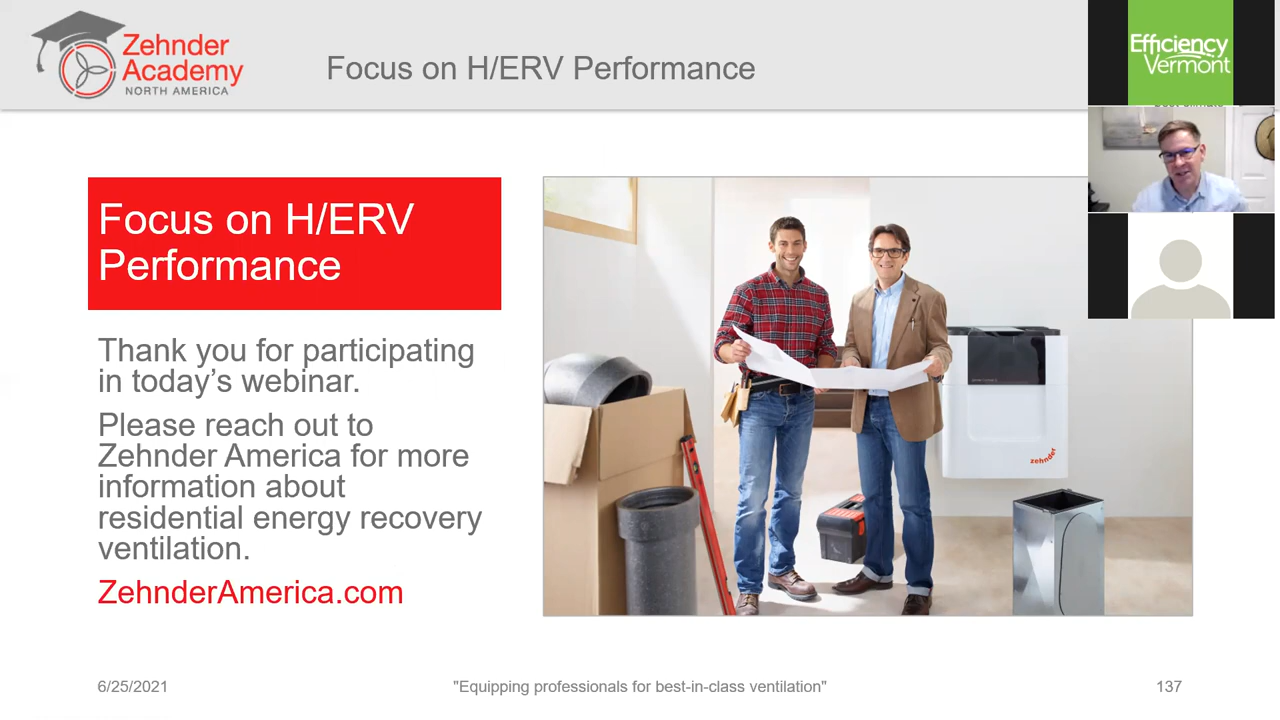 Zehnder
Academy
NORTH AMERICA
Focus on H/ERV Performance
Efficiency
Vermont
Focus on H/ERV
Performance
Thank you for participating
in today's webinar.
Please reach out to
Zehnder America for more
information about
residential energy recovery
ventilation.
ZehnderAmerica.com
zehnder
6/25/2021
"Equipping professionals for best-in-class ventilation"
137